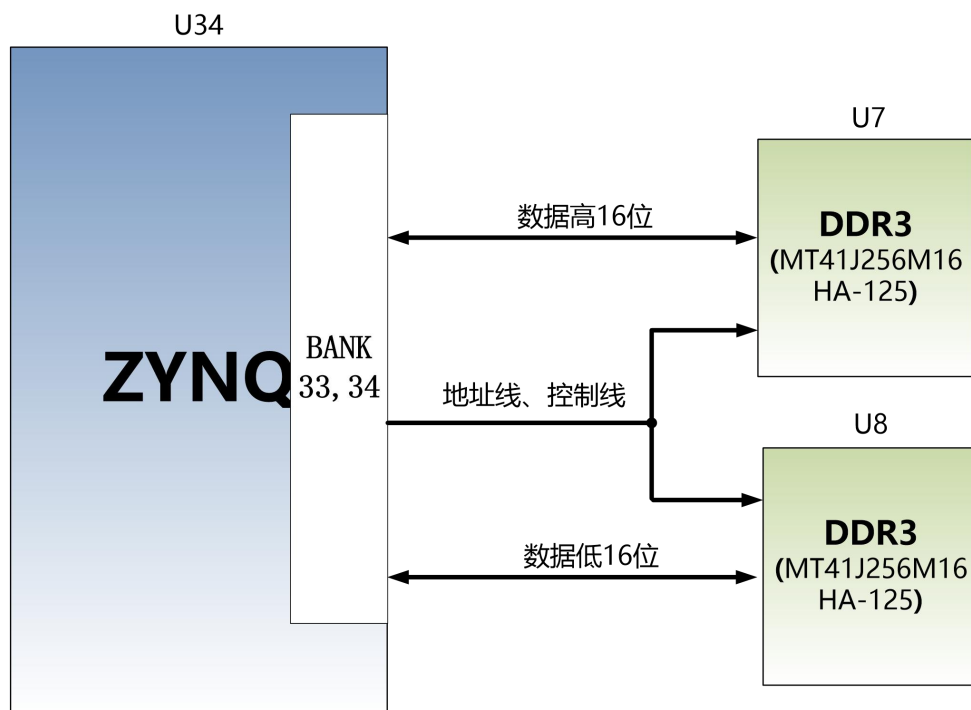 U34
U7
数据高16位
DDR3
(MT41J256M16
HA-125)
ZYNQ
BANK
33, 34
地址线、控制线
U8
数据低16位
DDR3
(MT41J256M16
HA-125)